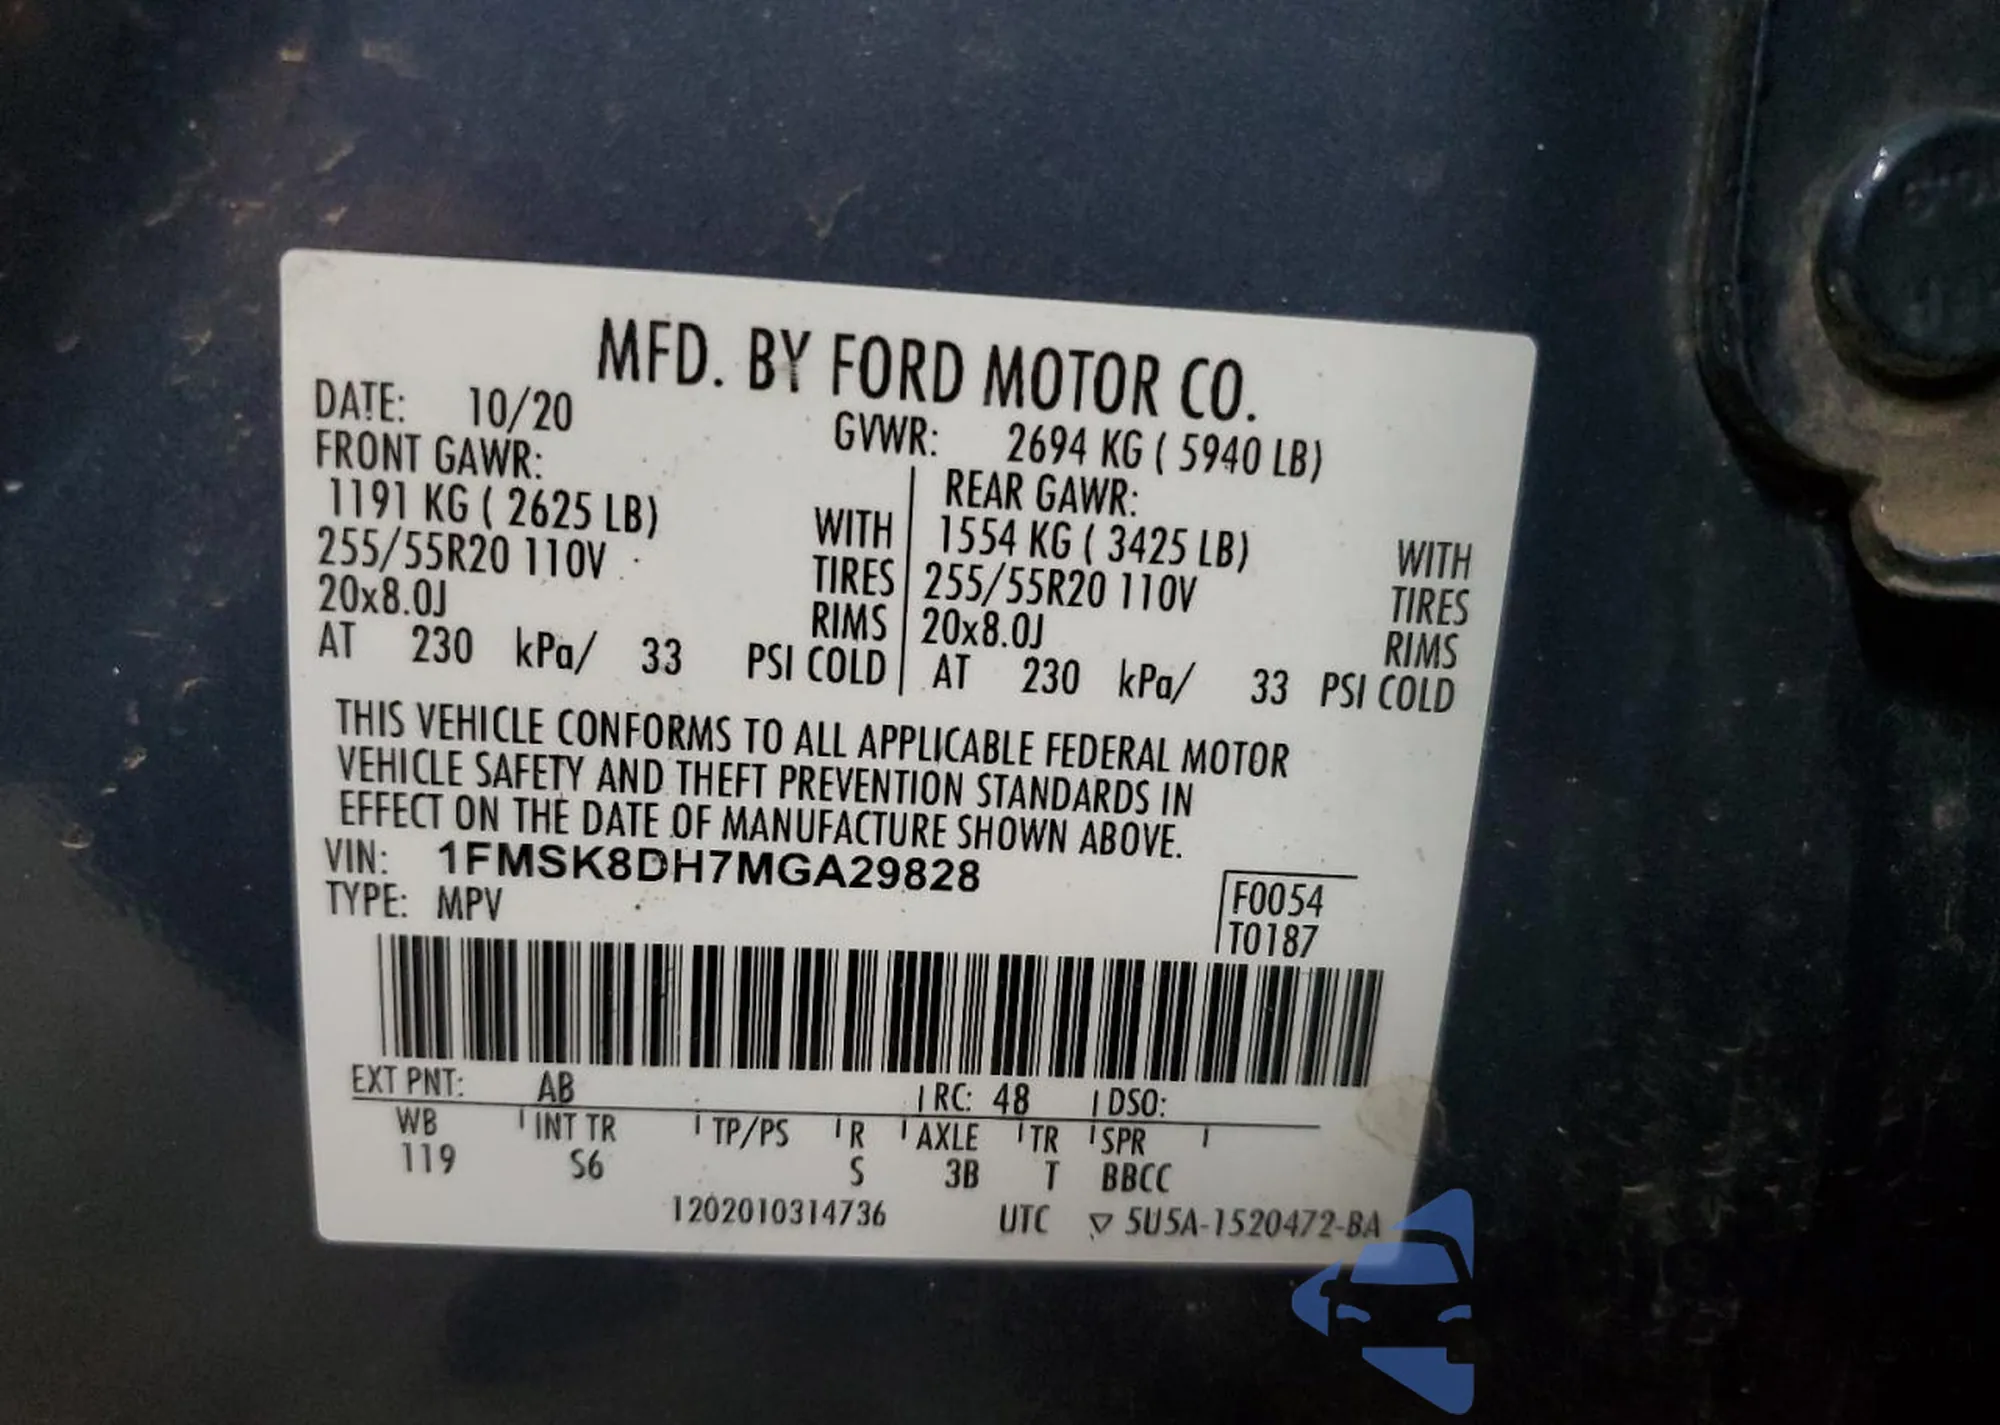 MFD. BY FORD MOTOR CO.
DATE: 10/20
GVWR: 2694 KG ( 5940 LB)
FRONT GAWR:
1191 KG ( 2625 LB) WITH
255/55R20 110V TIRES
20x8.0J RIMS
AT 230 kPa/ 33 PSI COLD
REAR GAWR:
1554 KG ( 3425 LB) WITH
255/55R20 110V TIRES
20x8.0J RIMS
AT 230 kPa/ 33 PSI COLD
THIS VEHICLE CONFORMS TO ALL APPLICABLE FEDERAL MOTOR
VEHICLE SAFETY AND THEFT PREVENTION STANDARDS IN
EFFECT ON THE DATE OF MANUFACTURE SHOWN ABOVE.
VIN: 1FMSK8DH7MGA29828
TYPE: MPV
F0054
T0187
EXT PNT: AB RC: 48 DSO:
WB INT TR TP/PS R AXLE TR SPR
119 S6 S 3B T BBCC
1202010314736 UTC ▽ 5U5A-1520472-BA